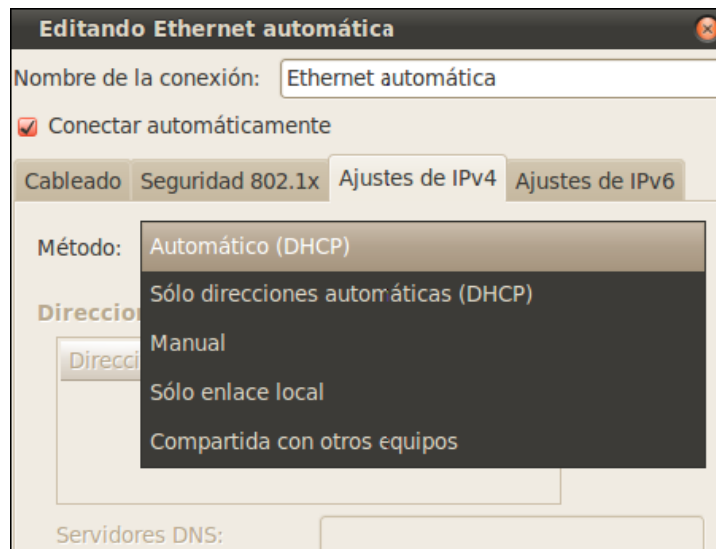 Editando Ethernet automática
Nombre de la conexión: Ethernet automática
Conectar automáticamente
Cableado Seguridad 802.1x Ajustes de IPv4 Ajustes de IPv6
Método: Automático (DHCP)
Sólo direcciones automáticas (DHCP)
Manual
Sólo enlace local
Compartida con otros equipos
Servidores DNS: